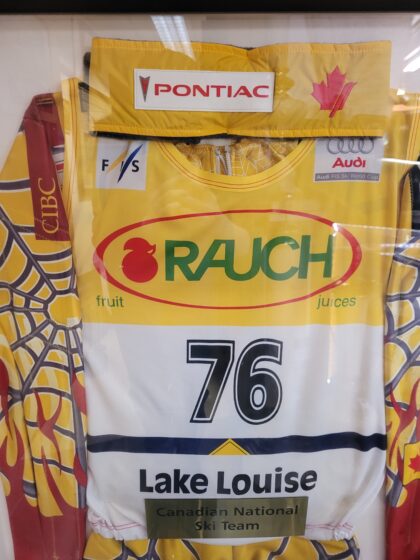 PONTIAC
CIBC
FIS
Audi
Audi FIS Ski World Cup
RAUCH
fruit juices
76
Lake Louise
Canadian National
Ski Team